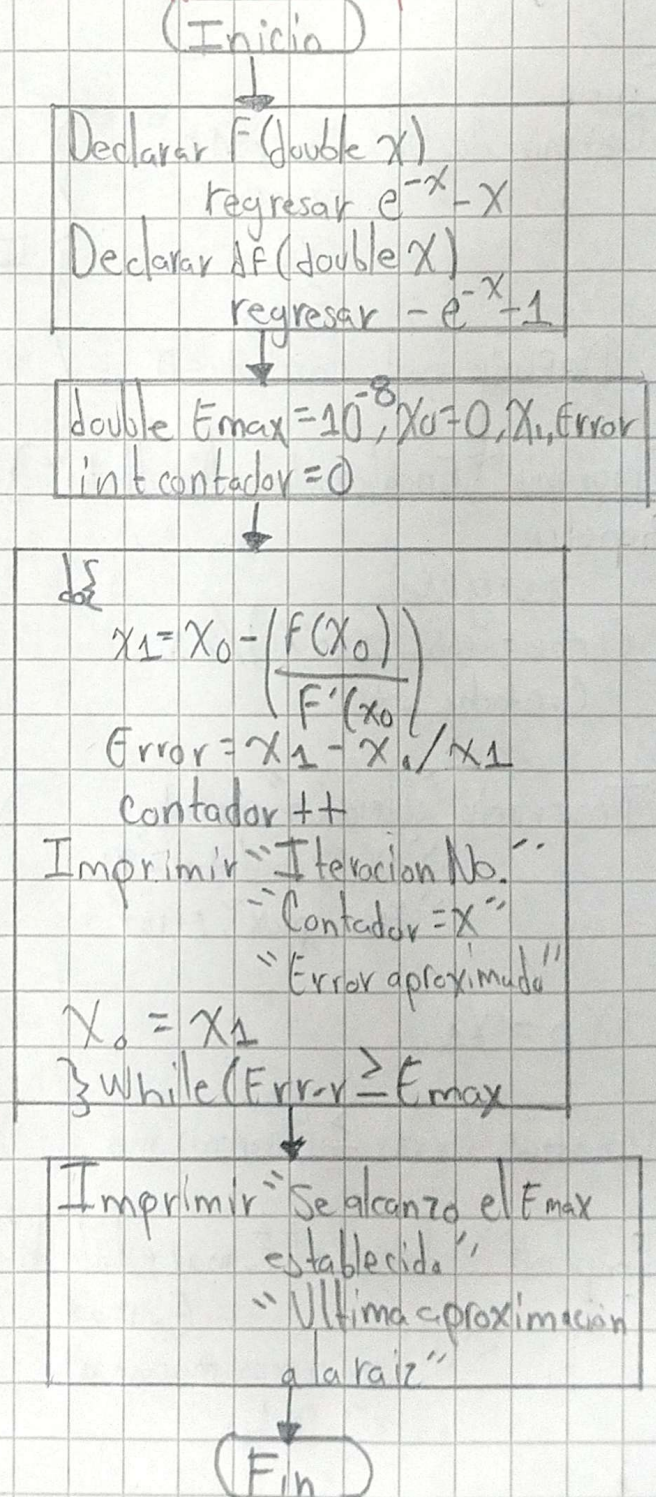 Inicio
Declarar F(double X)
regresar e^-x - X
Declarar df(double X)
regresar -e^-x -1
double Emax=10^-8, X0=0, X1, Error
int contador=0
do{
x1=X0-(F(X0)
F'(x0)
Error=x1-x0/x1
contador++
Imprimir "Iteracion No."
"Contador=X"
"Error aproximado"
X0 = x1
}While(Error≥Emax
Imprimir "Se alcanzo el Emax
establecido"
"Ultima aproximación
a la raiz"
Fin